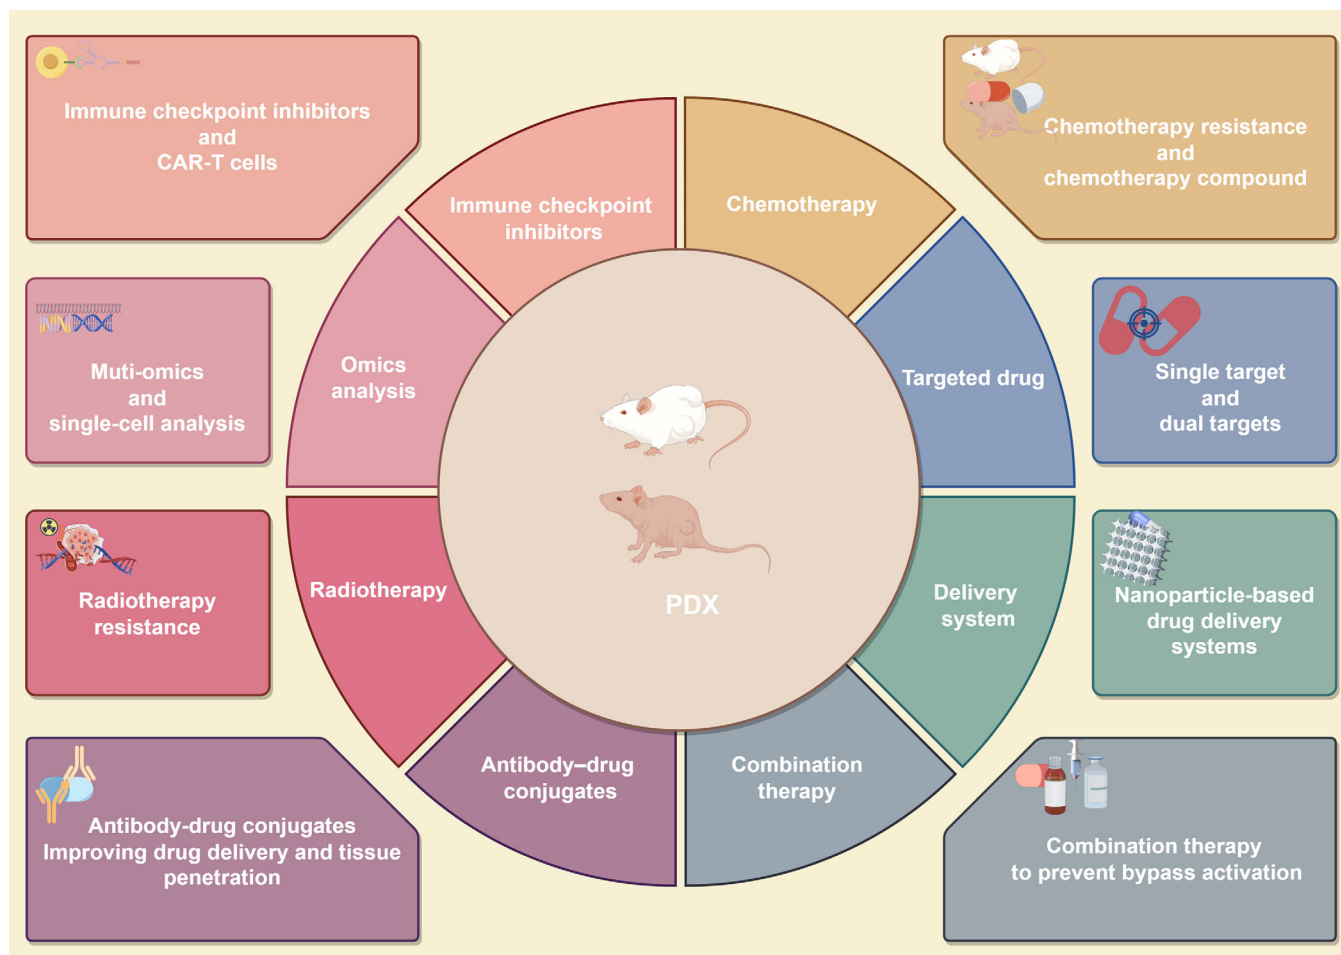 Immune checkpoint inhibitors
and
CAR-T cells
Chemotherapy resistance
and
chemotherapy compound
Immune checkpoint
inhibitors
Chemotherapy
Muti-omics
and
single-cell analysis
Omics
analysis
Targeted drug
Single target
and
dual targets
Radiotherapy
resistance
Radiotherapy
PDX
Delivery
system
Nanoparticle-based
drug delivery
systems
Antibody–drug
conjugates
Combination
therapy
Antibody-drug conjugates
Improving drug delivery and tissue
penetration
Combination therapy
to prevent bypass activation